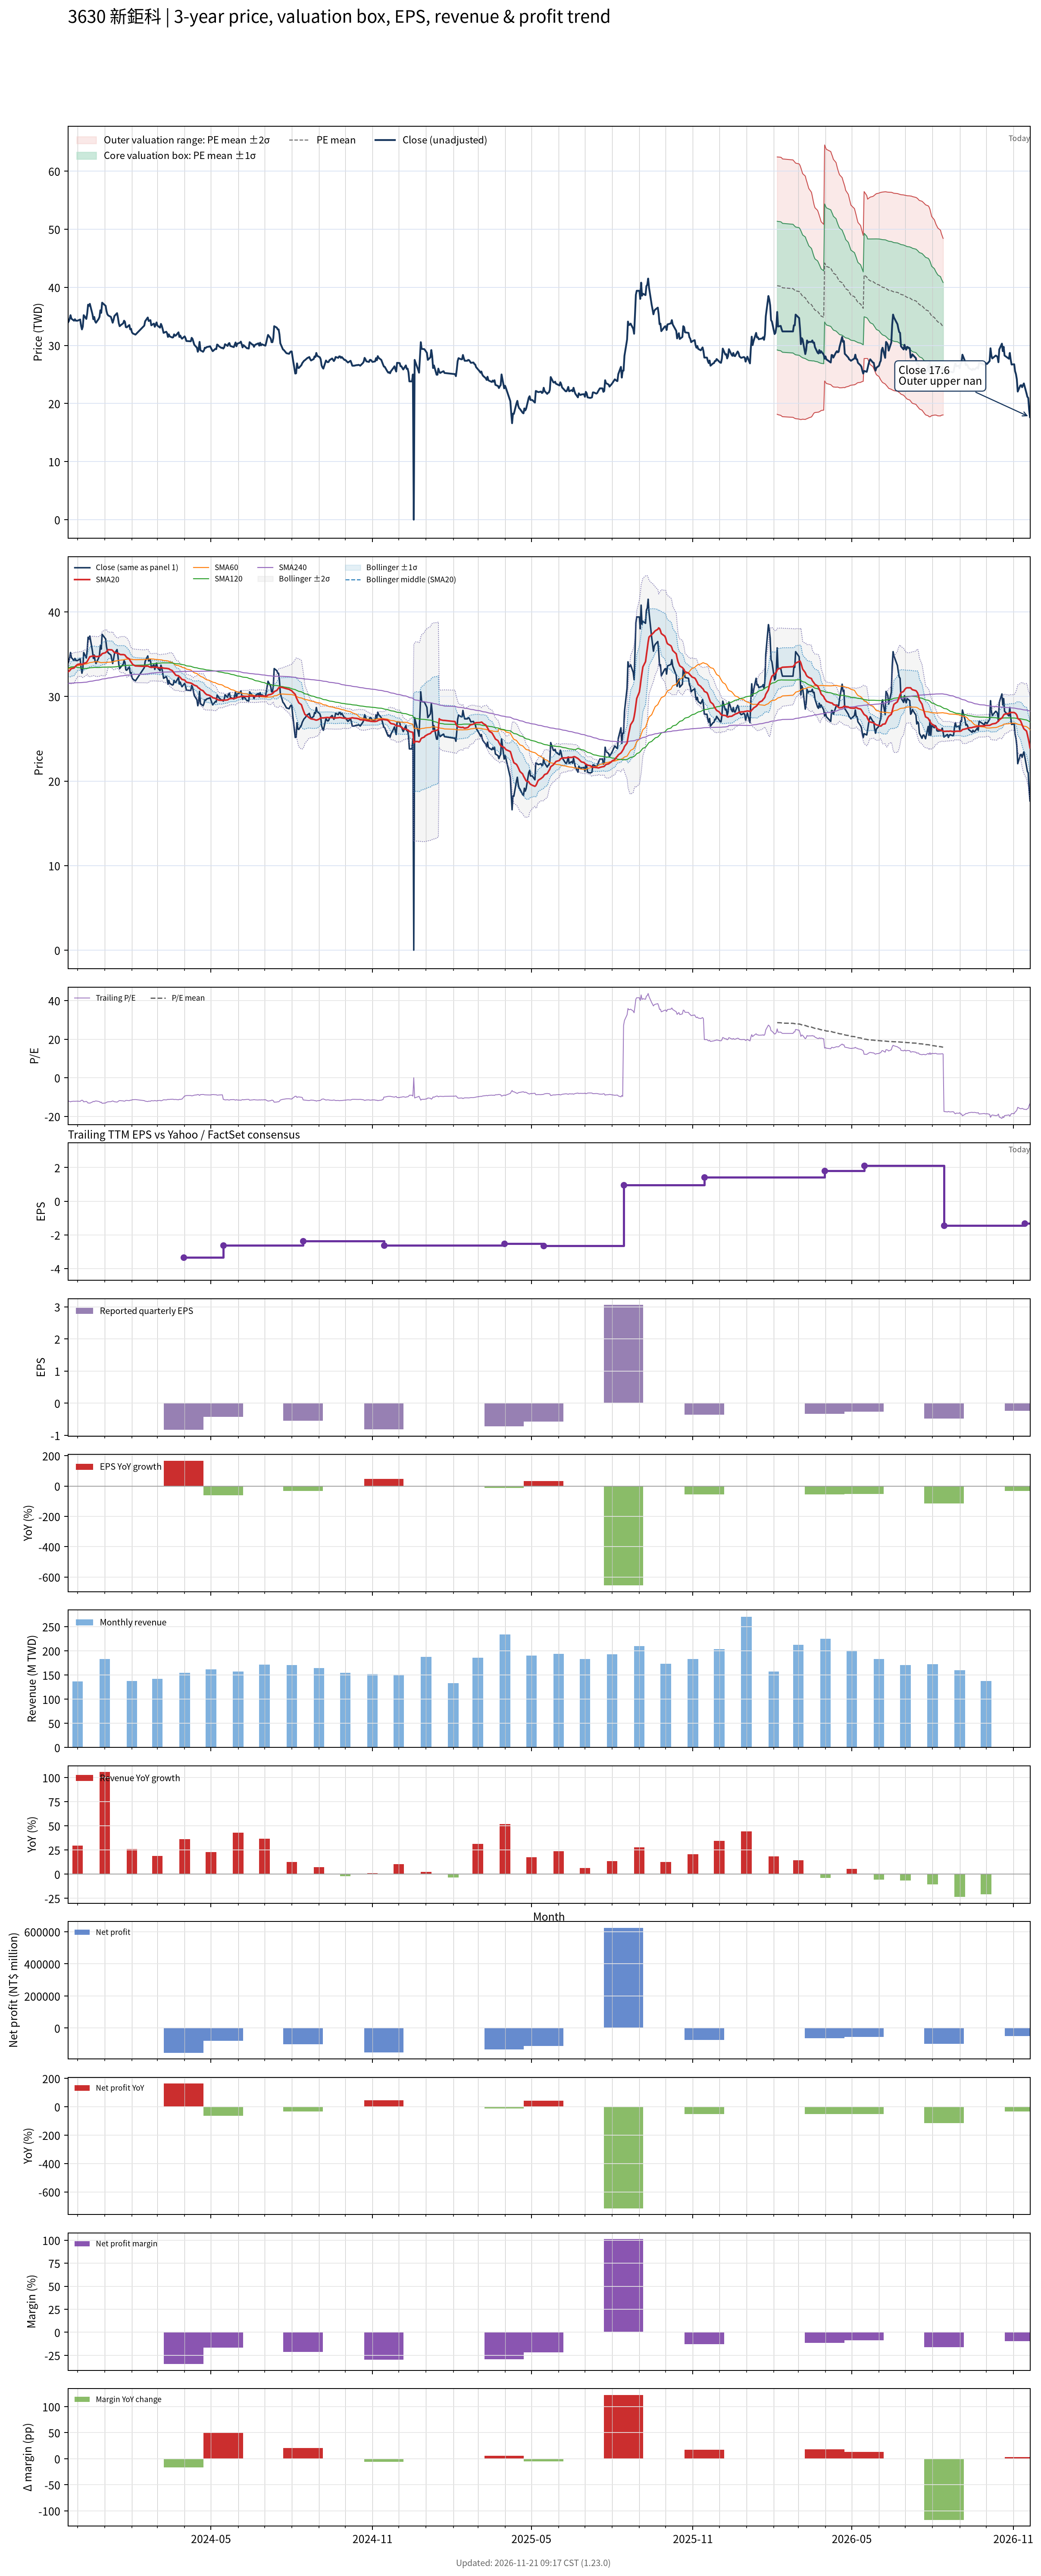 3630 新鉅科 | 3-year price, valuation box, EPS, revenue & profit trend
Outer valuation range: PE mean ±2σ
PE mean
Close (unadjusted)
Core valuation box: PE mean ±1σ
Today
Price (TWD)
60
50
40
30
20
10
0
Close 17.6
Outer upper nan
Close (same as panel 1)
SMA20
SMA60
SMA120
SMA240
Bollinger ±2σ
Bollinger ±1σ
Bollinger middle (SMA20)
Price
40
30
20
10
0
Trailing P/E
P/E mean
P/E
40
20
0
-20
Trailing TTM EPS vs Yahoo / FactSet consensus
Today
EPS
2
0
-2
-4
Reported quarterly EPS
EPS
3
2
1
0
-1
EPS YoY growth
YoY (%)
200
0
-200
-400
-600
Monthly revenue
Revenue (M TWD)
250
200
150
100
50
0
Revenue YoY growth
YoY (%)
100
75
50
25
0
-25
Month
Net profit
Net profit (NT$ million)
600000
400000
200000
0
Net profit YoY
YoY (%)
200
0
-200
-400
-600
Net profit margin
Margin (%)
100
75
50
25
0
-25
Margin YoY change
Δ margin (pp)
100
50
0
-50
-100
2024-05
2024-11
2025-05
2025-11
2026-05
2026-11
Updated: 2026-11-21 09:17 CST (1.23.0)